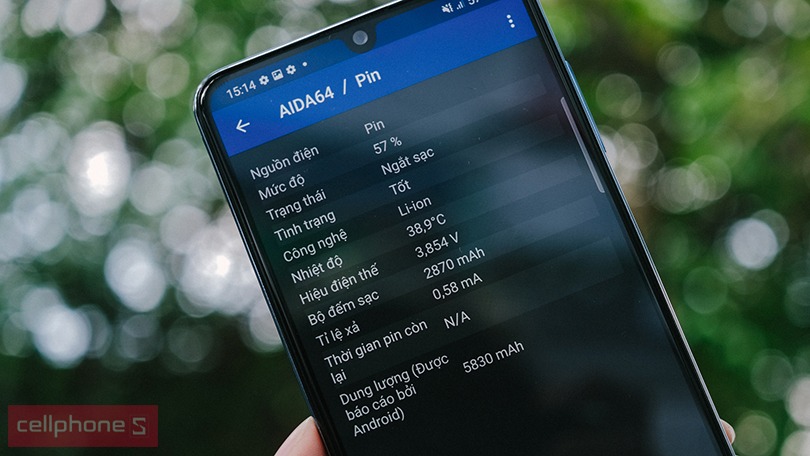 15:14
57
AIDA64 / Pin
Nguồn điện Pin
Mức độ 57 %
Trạng thái Ngắt sạc
Tình trạng Tốt
Công nghệ Li-ion
Nhiệt độ 38,9°C
Hiệu điện thế 3,854 V
Bộ đếm sạc 2870 mAh
Tỉ lệ xả 0,58 mA
Thời gian pin còn N/A
lại
Dung lượng (Được 5830 mAh
báo cáo bởi
Android)
cellphone S